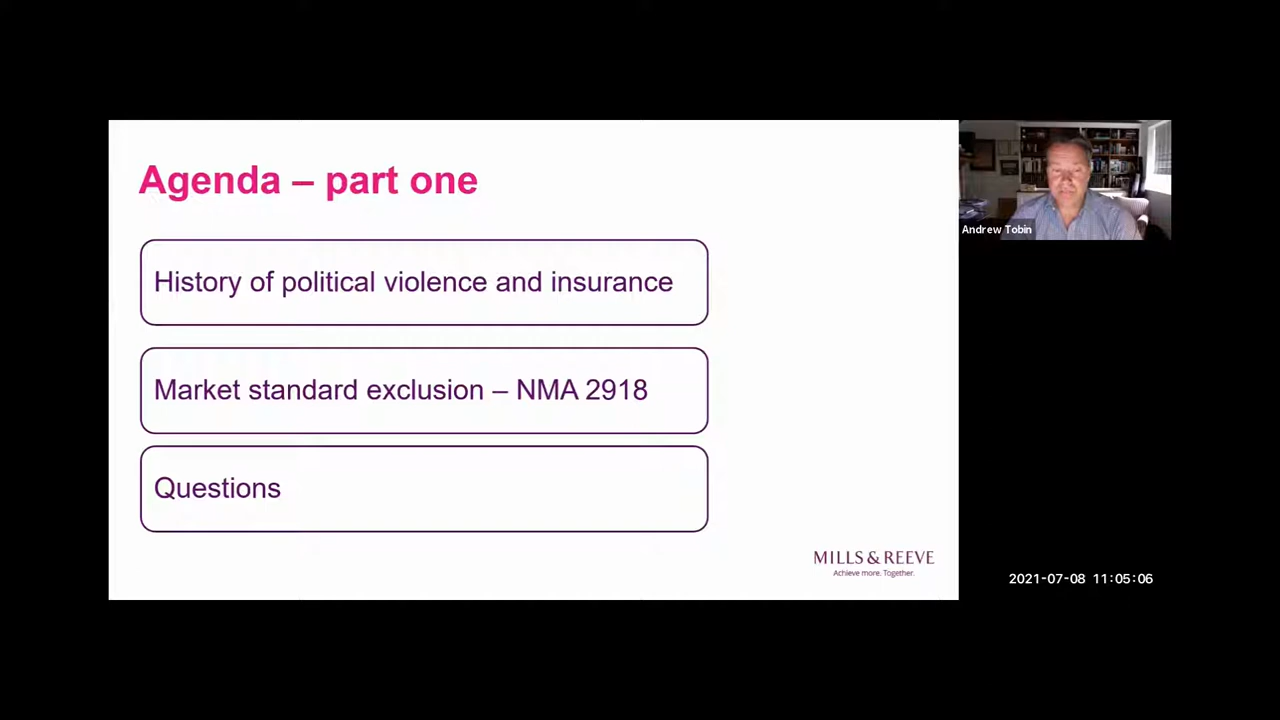 Agenda – part one
History of political violence and insurance
Market standard exclusion – NMA 2918
Questions
MILLS & REEVE
Achieve more. Together.
Andrew Tobin
2021-07-08 11:05:06